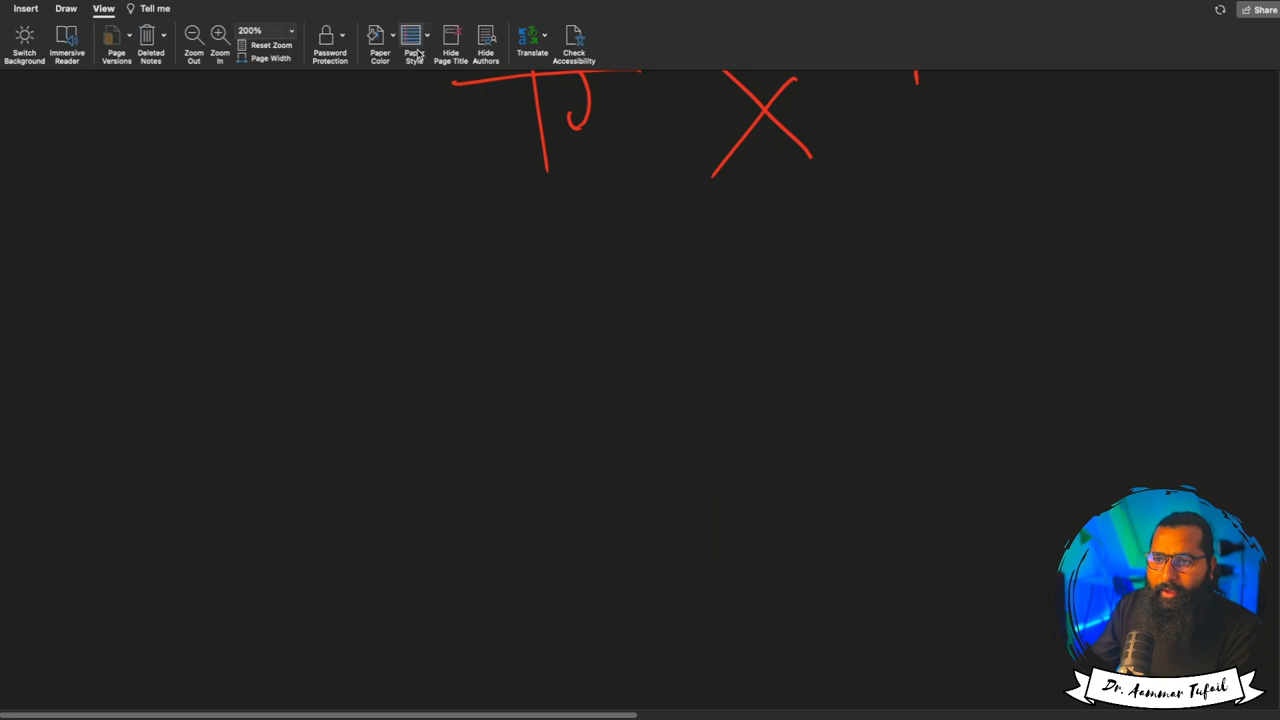 Insert Draw View Tell me Share
Switch Background Immersive Reader Page Versions Deleted Notes Zoom Out Zoom In 200% Reset Zoom Page Width Password Protection Paper Color Paper Style Hide Page Title Hide Authors Translate Check Accessibility
Dr. Aammar Tufail